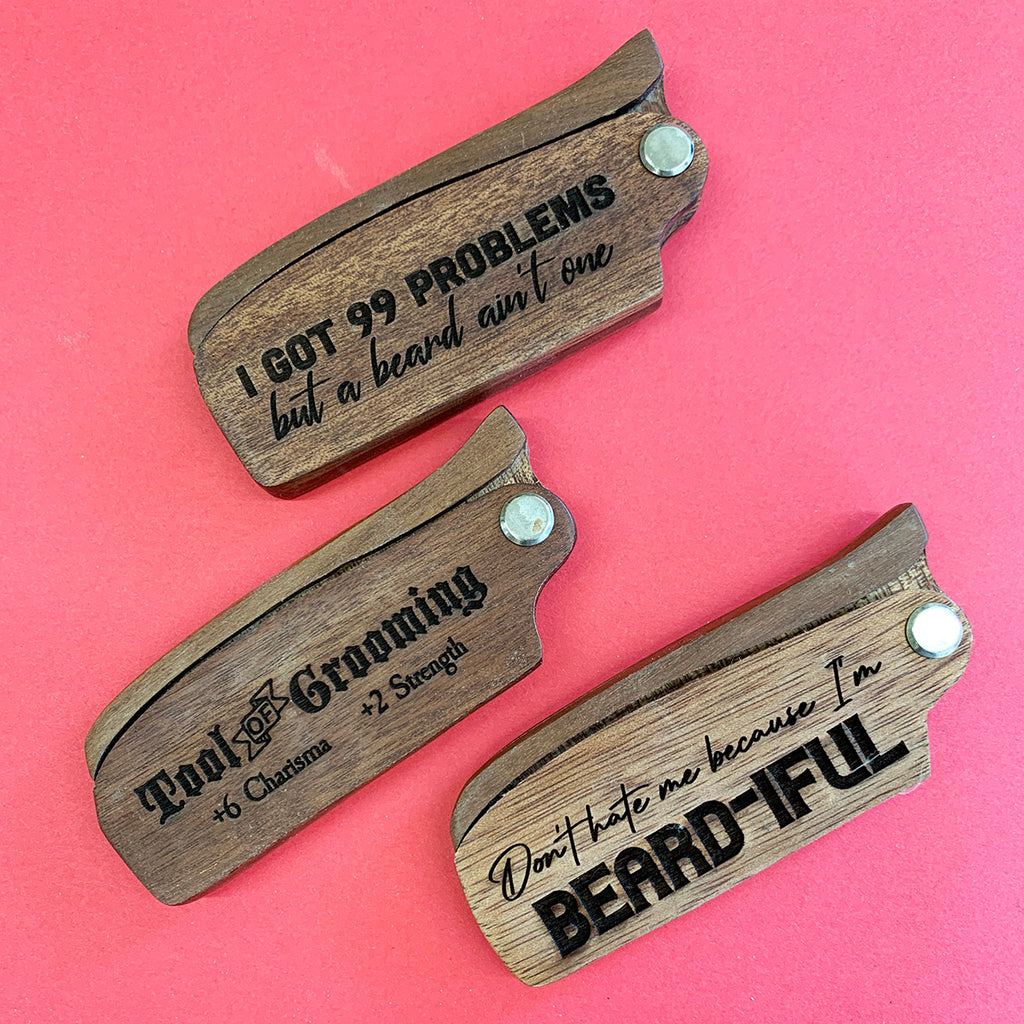 I GOT 99 PROBLEMS
but a beard ain't one
Tool OF Grooming
+6 Charisma
+2 Strength
Don't hate me because I'm
BEARD-IFUL